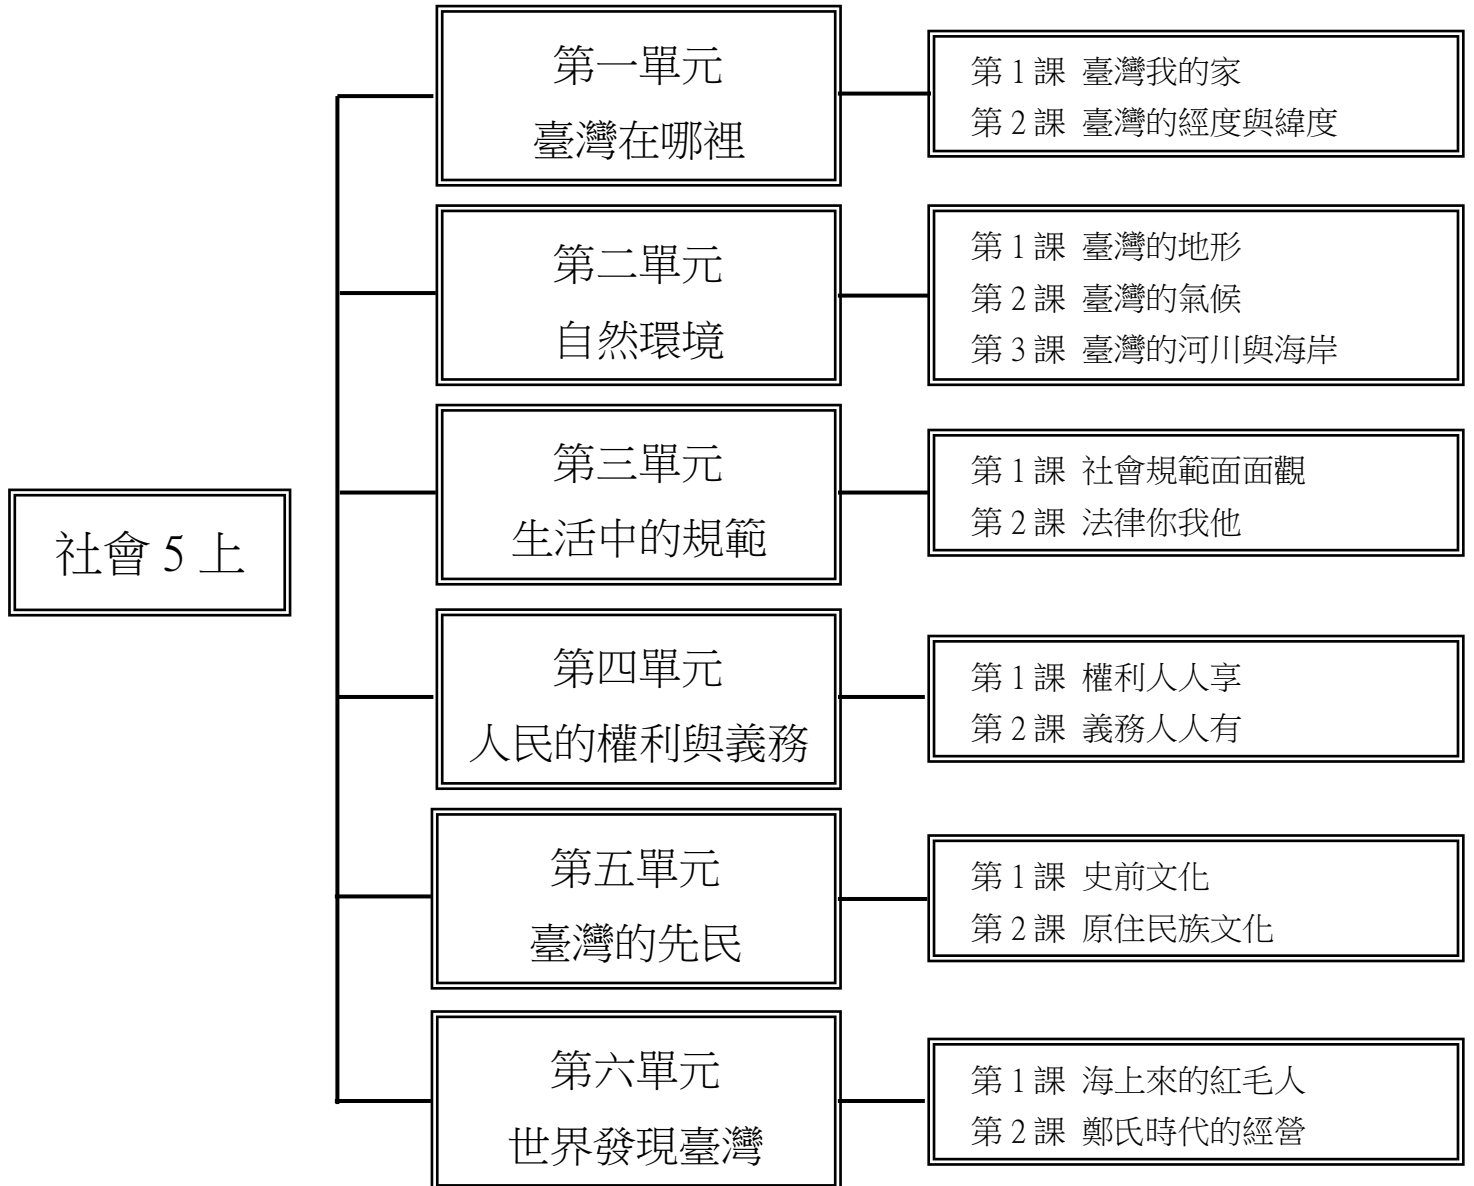 社會 5 上
第一單元
臺灣在哪裡
第 1 課 臺灣我的家
第 2 課 臺灣的經度與緯度
第二單元
自然環境
第 1 課 臺灣的地形
第 2 課 臺灣的氣候
第 3 課 臺灣的河川與海岸
第三單元
生活中的規範
第 1 課 社會規範面面觀
第 2 課 法律你我他
第四單元
人民的權利與義務
第 1 課 權利人人享
第 2 課 義務人人有
第五單元
臺灣的先民
第 1 課 史前文化
第 2 課 原住民族文化
第六單元
世界發現臺灣
第 1 課 海上來的紅毛人
第 2 課 鄭氏時代的經營